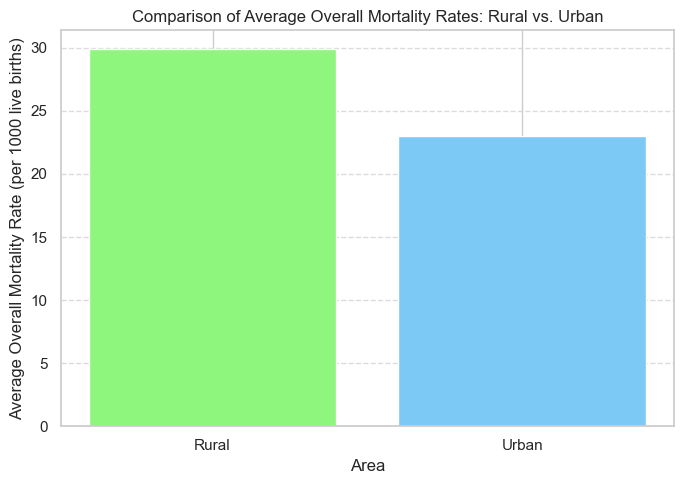 Comparison of Average Overall Mortality Rates: Rural vs. Urban
Average Overall Mortality Rate (per 1000 live births)
30
25
20
15
10
5
0
Rural
Urban
Area